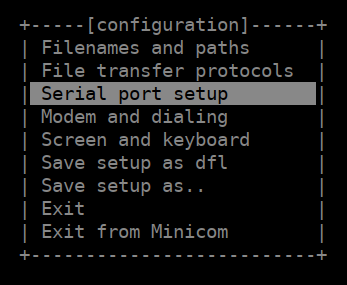 +-----[configuration]------+
| Filenames and paths      |
| File transfer protocols  |
| Serial port setup        |
| Modem and dialing        |
| Screen and keyboard      |
| Save setup as dfl        |
| Save setup as..          |
| Exit                     |
| Exit from Minicom        |
+--------------------------+